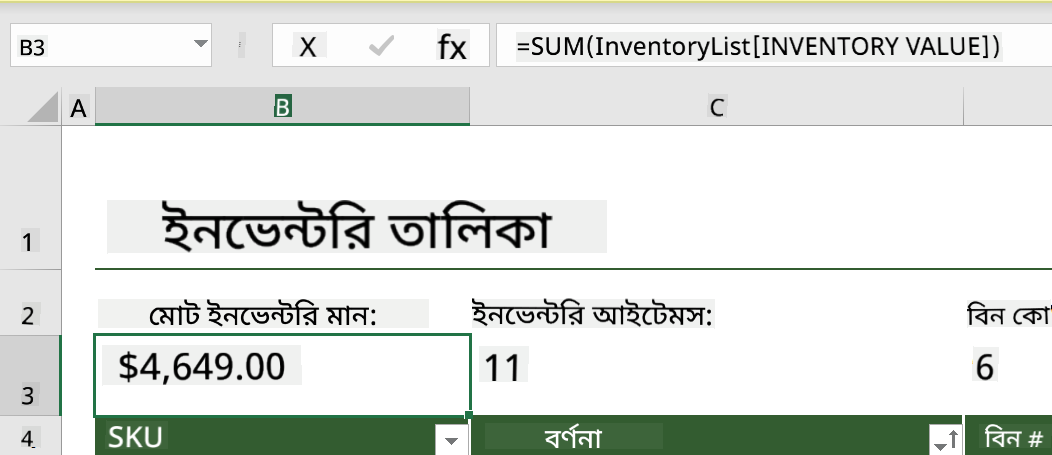 B3 X fx =SUM(InventoryList[INVENTORY VALUE])
A B C
1 ইনভেন্টরি তালিকা
2 মোট ইনভেন্টরি মান: ইনভেন্টরি আইটেমস: বিন
3 $4,649.00 11 6
4 SKU বর্ণনা বিন #